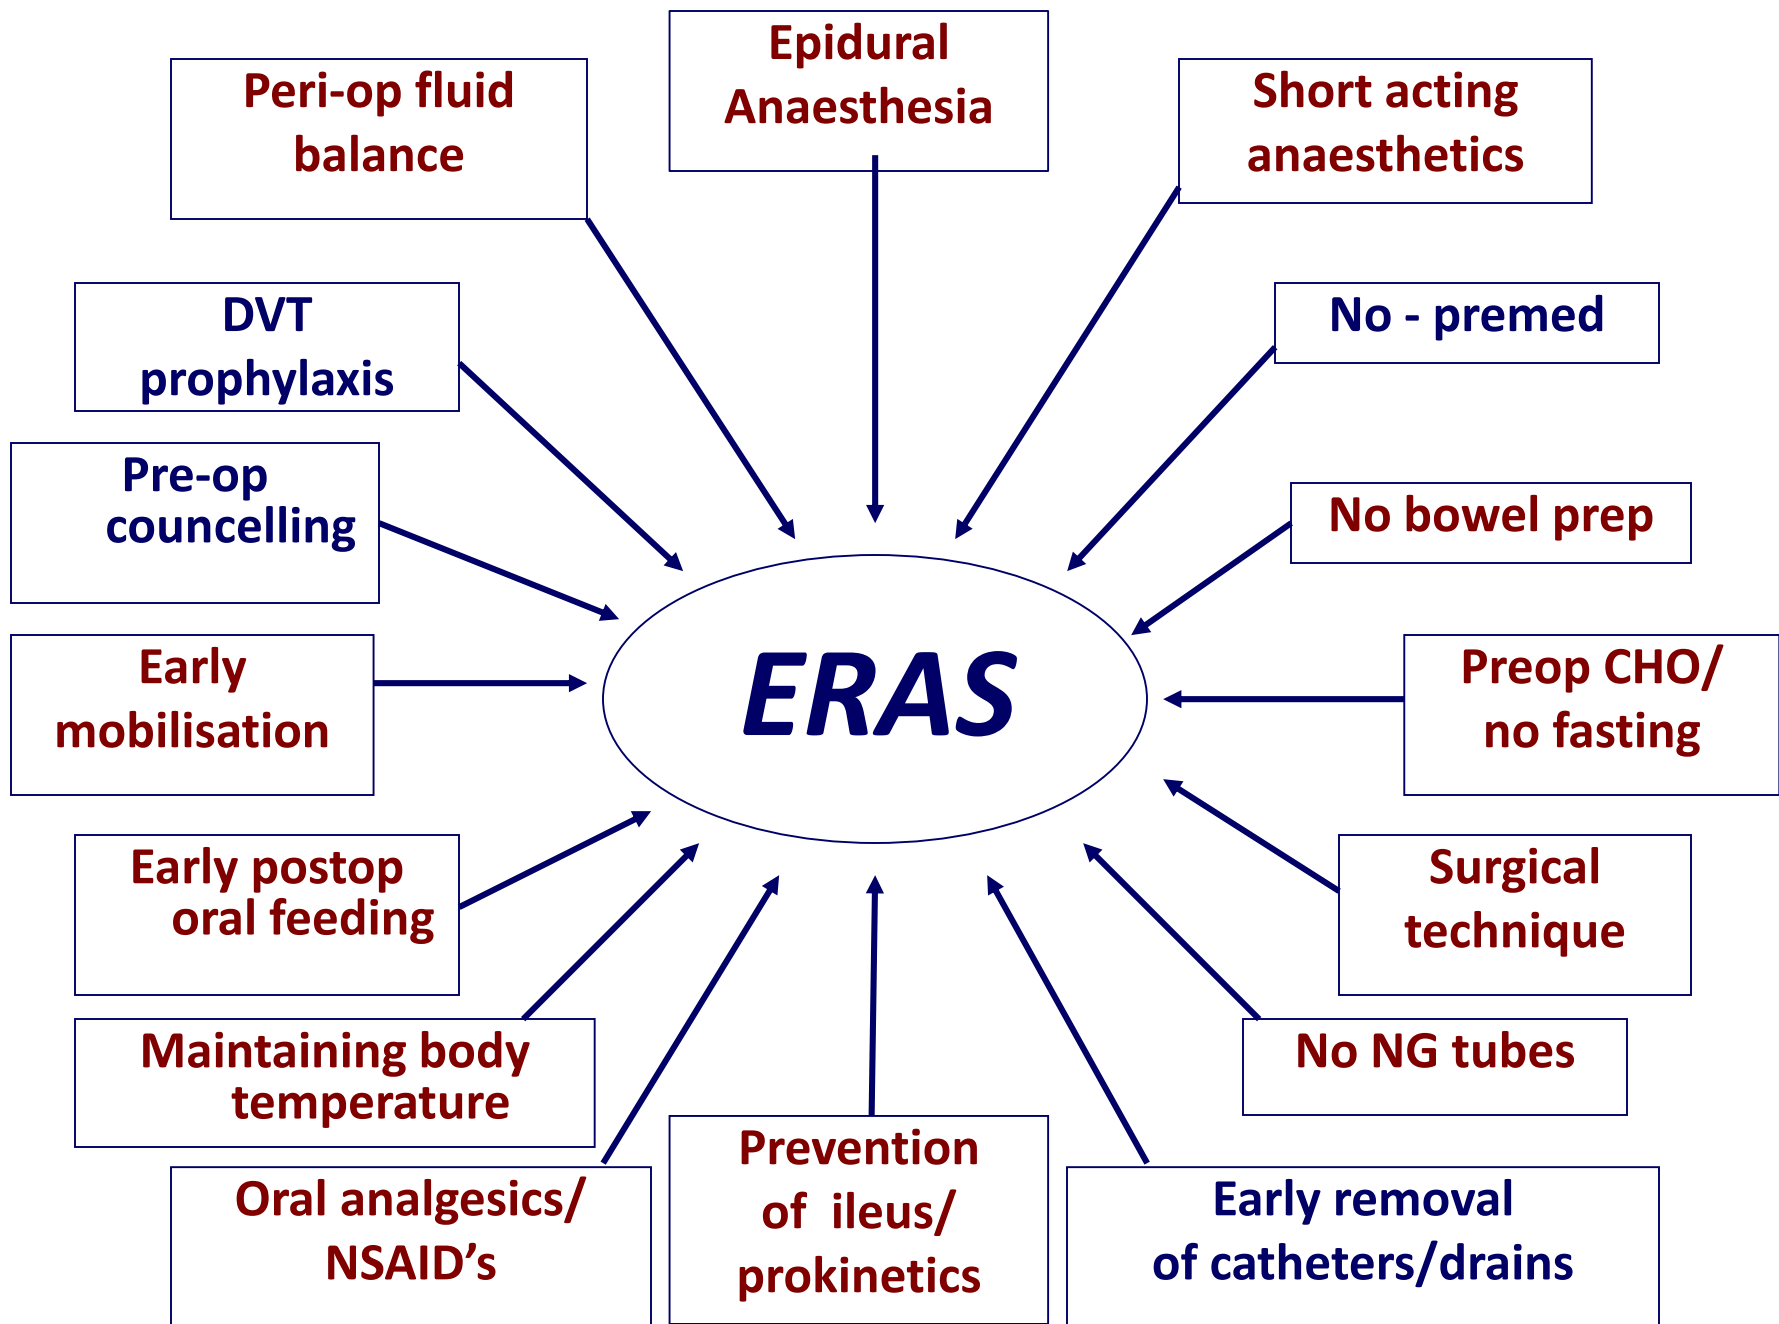 Epidural
Anaesthesia
Peri-op fluid
balance
Short acting
anaesthetics
DVT
prophylaxis
No - premed
Pre-op
councelling
No bowel prep
Early
mobilisation
ERAS
Preop CHO/
no fasting
Early postop
oral feeding
Surgical
technique
Maintaining body
temperature
No NG tubes
Oral analgesics/
NSAID’s
Prevention
of ileus/
prokinetics
Early removal
of catheters/drains